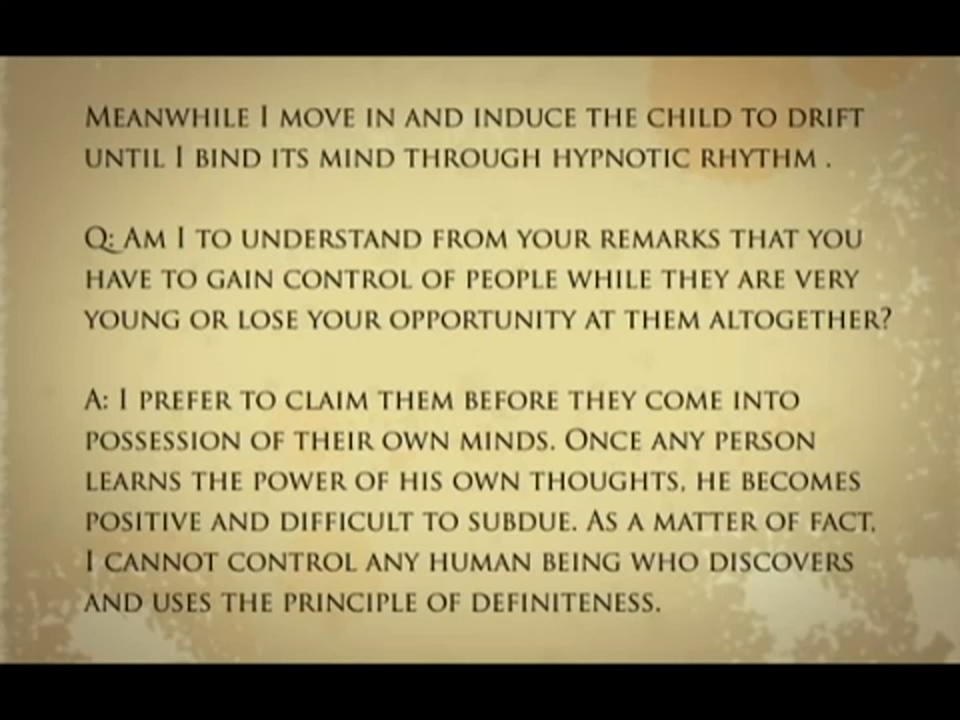 Meanwhile I move in and induce the child to drift
until I bind its mind through hypnotic rhythm .
Q: Am I to understand from your remarks that you
have to gain control of people while they are very
young or lose your opportunity at them altogether?
A: I prefer to claim them before they come into
possession of their own minds. Once any person
learns the power of his own thoughts, he becomes
positive and difficult to subdue. As a matter of fact,
I cannot control any human being who discovers
and uses the principle of definiteness.